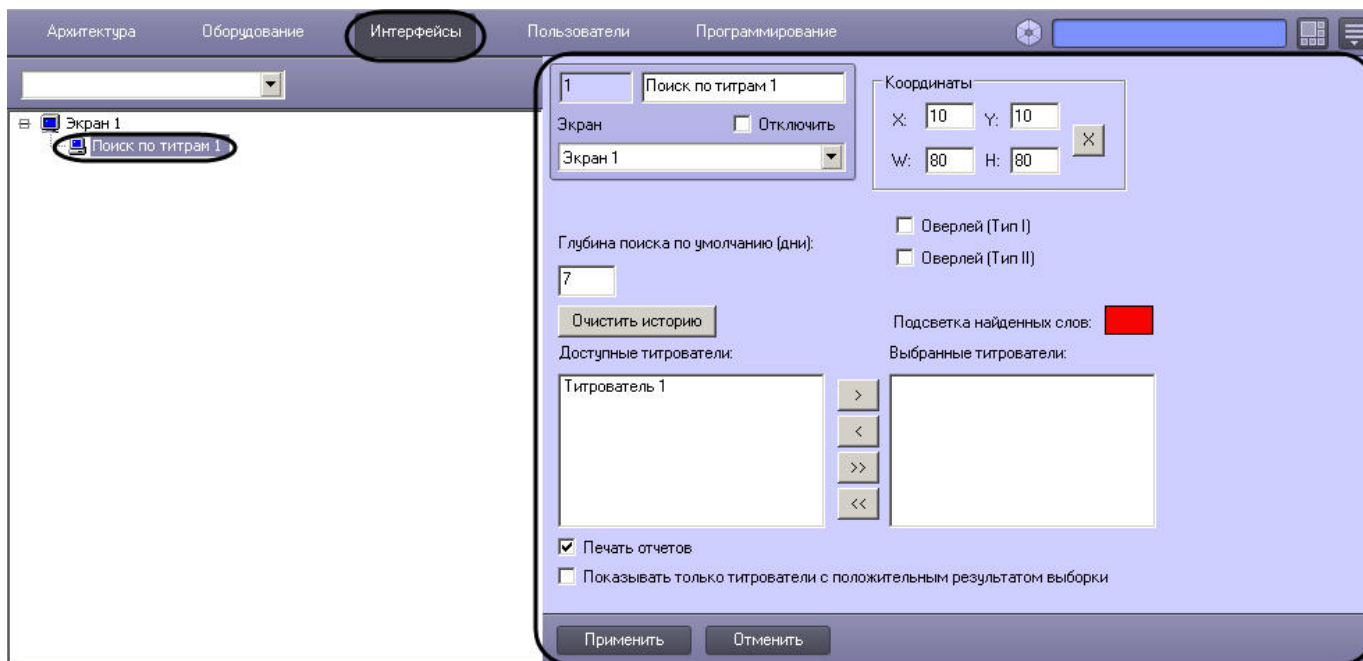 Архитектура Оборудование Интерфейсы Пользователи Программирование
Экран 1
Поиск по титрам 1
1 Поиск по титрам 1
Экран Отключить
Экран 1
Координаты
X: 10 Y: 10
X
W: 80 H: 80
Оверлей (Тип I)
Глубина поиска по умолчанию (дни):
Оверлей (Тип II)
7
Очистить историю Подсветка найденных слов:
Доступные титрователи: Выбранные титрователи:
Титрователь 1
>
<
>>
<<
Печать отчетов
Показывать только титрователи с положительным результатом выборки
Применить Отменить